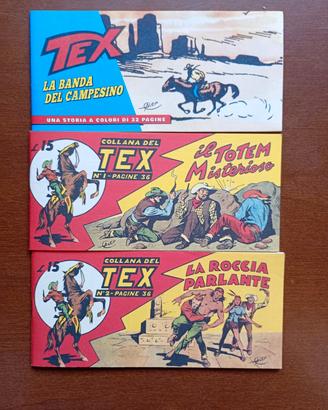 TEX
LA BANDA
DEL CAMPESINO
UNA STORIA A COLORI DI 32 PAGINE
L.15
COLLANA DEL
TEX
N°1-PAGINE 36
il TOTEM
Misterioso
L.15
COLLANA DEL
TEX
N°2-PAGINE 36
LA ROCCIA
PARLANTE